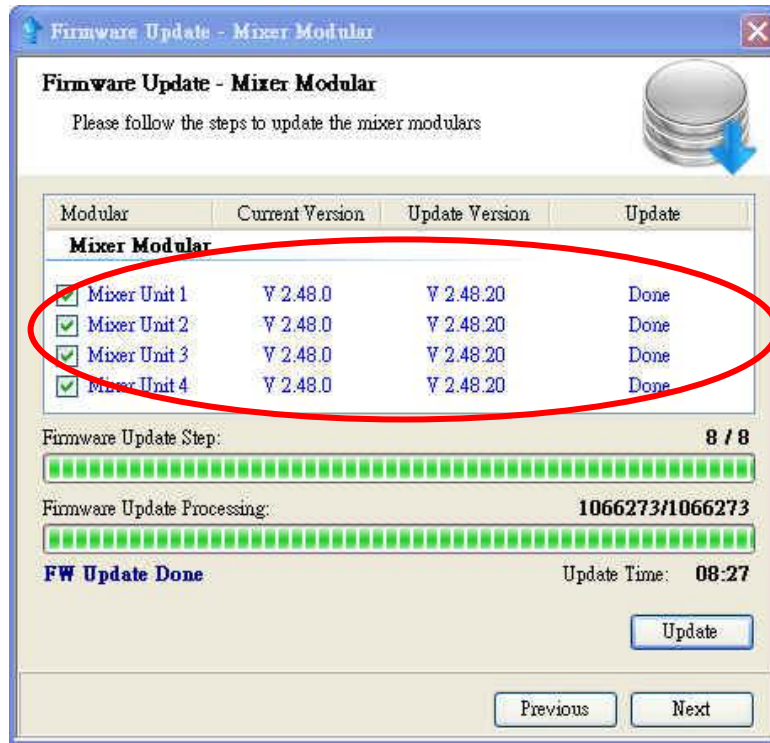 Firmware Update - Mixer Modular
Firmware Update - Mixer Modular
Please follow the steps to update the mixer modulars
Modular Current Version Update Version Update
Mixer Modular
Mixer Unit 1 V 2.48.0 V 2.48.20 Done
Mixer Unit 2 V 2.48.0 V 2.48.20 Done
Mixer Unit 3 V 2.48.0 V 2.48.20 Done
Mixer Unit 4 V 2.48.0 V 2.48.20 Done
Firmware Update Step: 8 / 8
Firmware Update Processing: 1066273/1066273
FW Update Done Update Time: 08:27
Update
Previous Next